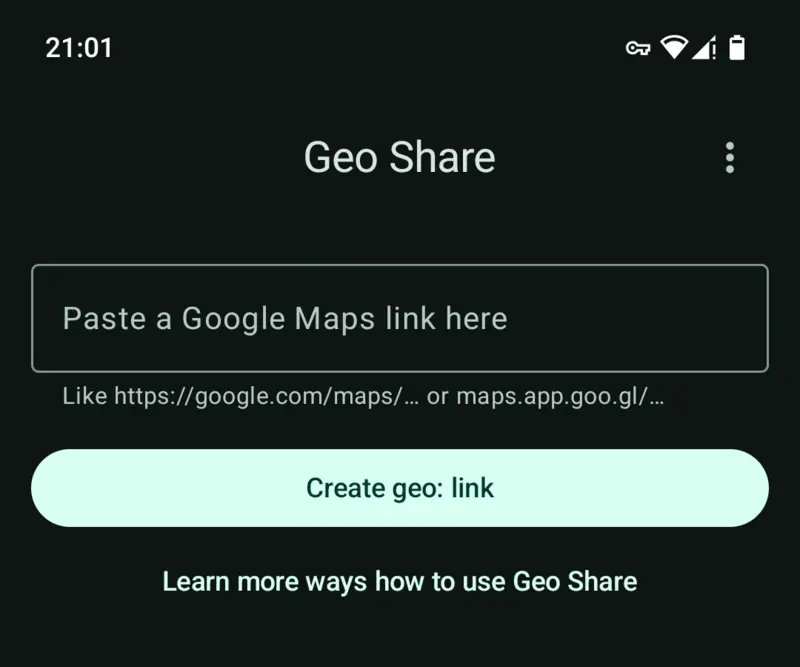 21:01
Geo Share
Paste a Google Maps link here
Like https://google.com/maps/… or maps.app.goo.gl/…
Create geo: link
Learn more ways how to use Geo Share